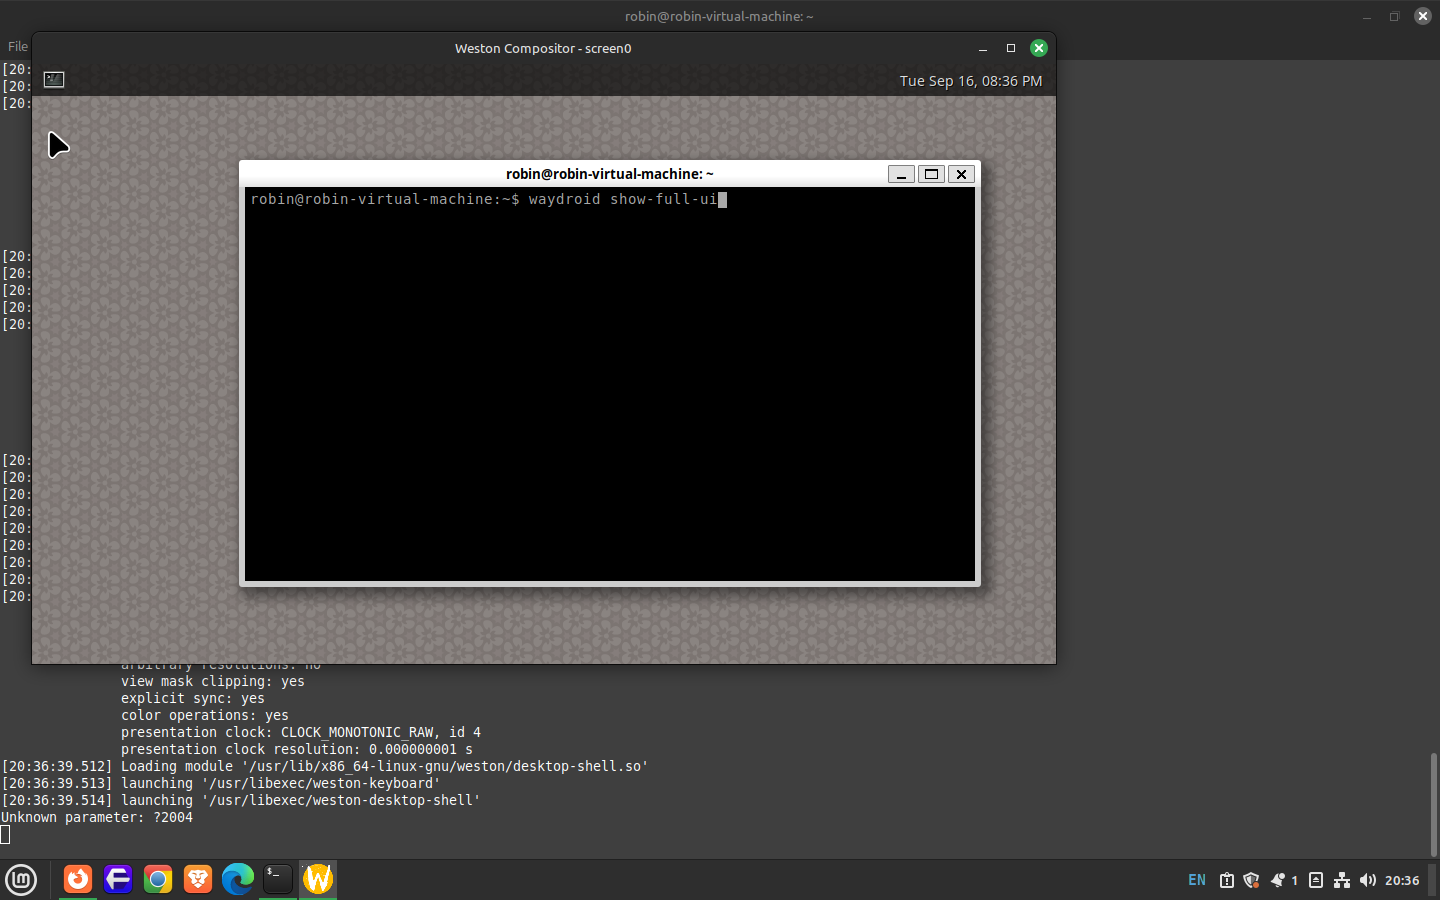 robin@robin-virtual-machine: ~
File
Weston Compositor - screen0
Tue Sep 16, 08:36 PM
[20:
[20:
[20:
robin@robin-virtual-machine: ~
robin@robin-virtual-machine:~$ waydroid show-full-ui
[20:
[20:
[20:
[20:
[20:
[20:
[20:
[20:
[20:
[20:
[20:
[20:
[20:
[20:
arbitrary resolutions: no
view mask clipping: yes
explicit sync: yes
color operations: yes
presentation clock: CLOCK_MONOTONIC_RAW, id 4
presentation clock resolution: 0.000000001 s
[20:36:39.512] Loading module '/usr/lib/x86_64-linux-gnu/weston/desktop-shell.so'
[20:36:39.513] launching '/usr/libexec/weston-keyboard'
[20:36:39.514] launching '/usr/libexec/weston-desktop-shell'
Unknown parameter: ?2004
EN 1 20:36